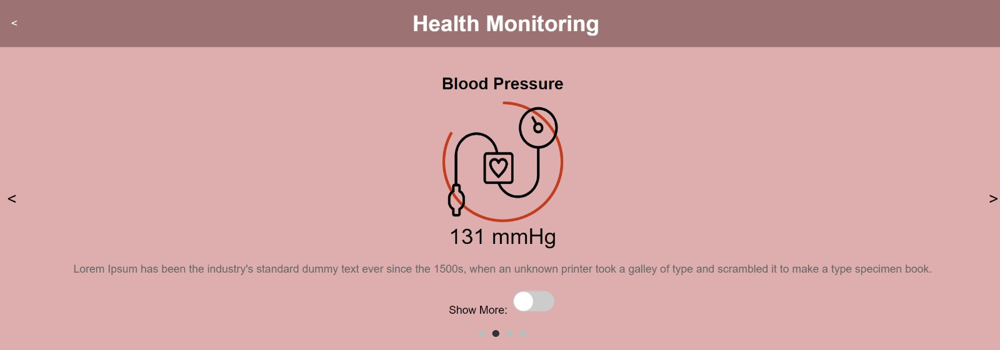 <
Health Monitoring
Blood Pressure
<
>
131 mmHg
Lorem Ipsum has been the industry's standard dummy text ever since the 1500s, when an unknown printer took a galley of type and scrambled it to make a type specimen book.
Show More: